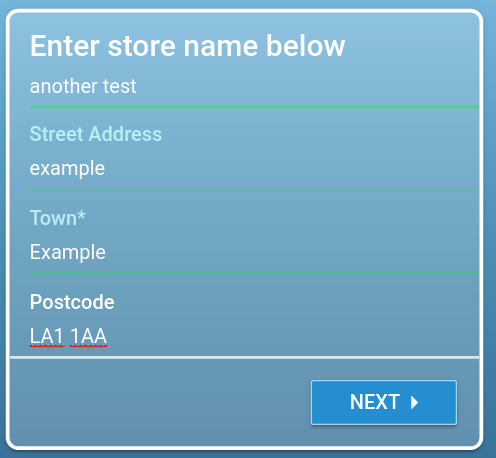 Enter store name below
another test
Street Address
example
Town*
Example
Postcode
LA1 1AA
NEXT